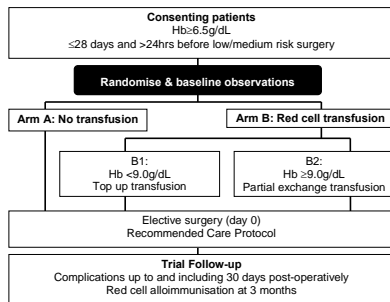 Consenting patients
Hb≥6.5g/dL
≤28 days and >24hrs before low/medium risk surgery
Randomise & baseline observations
Arm A: No transfusion
Arm B: Red cell transfusion
B1:
Hb <9.0g/dL
Top up transfusion
B2:
Hb ≥9.0g/dL
Partial exchange transfusion
Elective surgery (day 0)
Recommended Care Protocol
Trial Follow-up
Complications up to and including 30 days post-operatively
Red cell alloimmunisation at 3 months